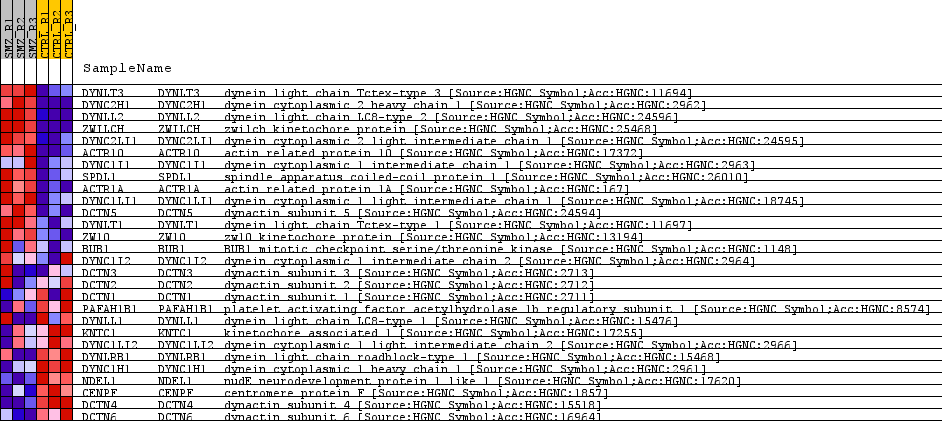 SMZ_R1 SMZ_R2 SMZ_R3 CTRL_R1 CTRL_R2 CTRL_R3
SampleName
DYNLT3 DYNLT3 dynein light chain Tctex-type 3 [Source:HGNC Symbol;Acc:HGNC:11694]
DYNC2H1 DYNC2H1 dynein cytoplasmic 2 heavy chain 1 [Source:HGNC Symbol;Acc:HGNC:2962]
DYNLL2 DYNLL2 dynein light chain LC8-type 2 [Source:HGNC Symbol;Acc:HGNC:24596]
ZWILCH ZWILCH zwilch kinetochore protein [Source:HGNC Symbol;Acc:HGNC:25468]
DYNC2LI1 DYNC2LI1 dynein cytoplasmic 2 light intermediate chain 1 [Source:HGNC Symbol;Acc:HGNC:24595]
ACTR10 ACTR10 actin related protein 10 [Source:HGNC Symbol;Acc:HGNC:17372]
DYNC1I1 DYNC1I1 dynein cytoplasmic 1 intermediate chain 1 [Source:HGNC Symbol;Acc:HGNC:2963]
SPDL1 SPDL1 spindle apparatus coiled-coil protein 1 [Source:HGNC Symbol;Acc:HGNC:26010]
ACTR1A ACTR1A actin related protein 1A [Source:HGNC Symbol;Acc:HGNC:167]
DYNC1LI1 DYNC1LI1 dynein cytoplasmic 1 light intermediate chain 1 [Source:HGNC Symbol;Acc:HGNC:18745]
DCTN5 DCTN5 dynactin subunit 5 [Source:HGNC Symbol;Acc:HGNC:24594]
DYNLT1 DYNLT1 dynein light chain Tctex-type 1 [Source:HGNC Symbol;Acc:HGNC:11697]
ZW10 ZW10 zw10 kinetochore protein [Source:HGNC Symbol;Acc:HGNC:13194]
BUB1 BUB1 BUB1 mitotic checkpoint serine/threonine kinase [Source:HGNC Symbol;Acc:HGNC:1148]
DYNC1I2 DYNC1I2 dynein cytoplasmic 1 intermediate chain 2 [Source:HGNC Symbol;Acc:HGNC:2964]
DCTN3 DCTN3 dynactin subunit 3 [Source:HGNC Symbol;Acc:HGNC:2713]
DCTN2 DCTN2 dynactin subunit 2 [Source:HGNC Symbol;Acc:HGNC:2712]
DCTN1 DCTN1 dynactin subunit 1 [Source:HGNC Symbol;Acc:HGNC:2711]
PAFAH1B1 PAFAH1B1 platelet activating factor acetylhydrolase 1b regulatory subunit 1 [Source:HGNC Symbol;Acc:HGNC:8574]
DYNLL1 DYNLL1 dynein light chain LC8-type 1 [Source:HGNC Symbol;Acc:HGNC:15476]
KNTC1 KNTC1 kinetochore associated 1 [Source:HGNC Symbol;Acc:HGNC:17255]
DYNC1LI2 DYNC1LI2 dynein cytoplasmic 1 light intermediate chain 2 [Source:HGNC Symbol;Acc:HGNC:2966]
DYNLRB1 DYNLRB1 dynein light chain roadblock-type 1 [Source:HGNC Symbol;Acc:HGNC:15468]
DYNC1H1 DYNC1H1 dynein cytoplasmic 1 heavy chain 1 [Source:HGNC Symbol;Acc:HGNC:2961]
NDEL1 NDEL1 nudE neurodevelopment protein 1 like 1 [Source:HGNC Symbol;Acc:HGNC:17620]
CENPF CENPF centromere protein F [Source:HGNC Symbol;Acc:HGNC:1857]
DCTN4 DCTN4 dynactin subunit 4 [Source:HGNC Symbol;Acc:HGNC:15518]
DCTN6 DCTN6 dynactin subunit 6 [Source:HGNC Symbol;Acc:HGNC:16964]